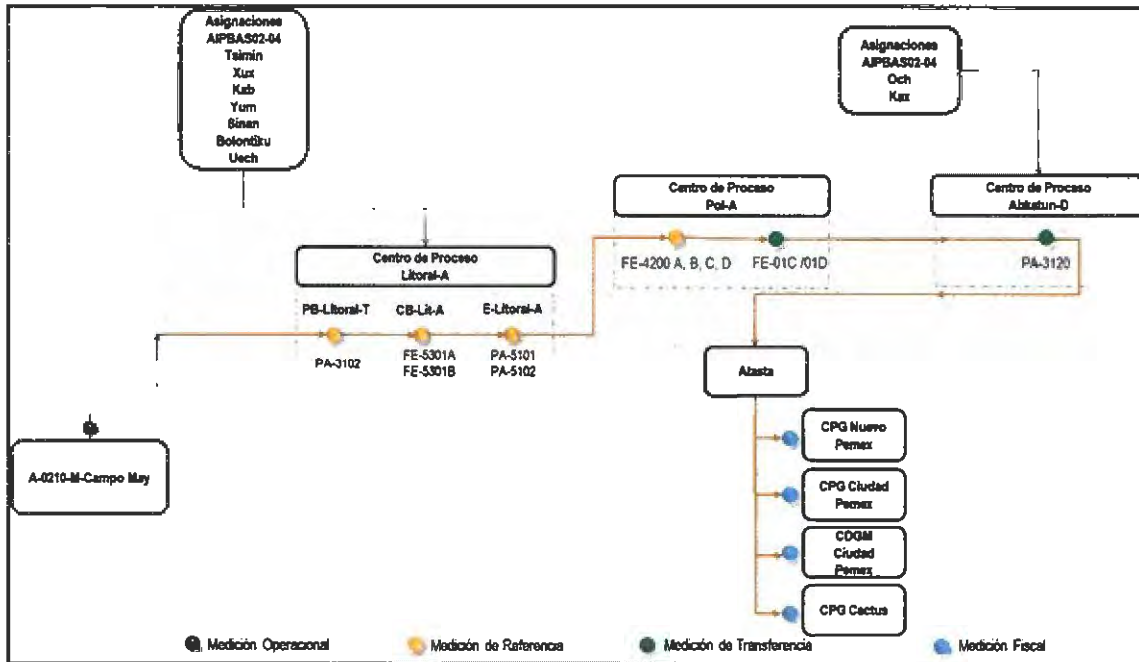 Asignaciones
AIPBAS02-04
Tsimin
Xux
Kab
Yum
Sinan
Bolontiku
Uech
Asignaciones
AIPBAS02-04
Och
Kax
Centro de Proceso
Pol-A
Centro de Proceso
Abkatun-D
FE-4200 A, B, C, D
FE-01C /01D
PA-3120
Centro de Proceso
Litoral-A
PB-Litoral-T
CB-Lit-A
E-Litoral-A
PA-3102
FE-5301A
FE-5301B
PA-5101
PA-5102
Atasta
A-0210-M-Campo May
CPG Nuevo
Pemex
CPG Ciudad
Pemex
CDGM
Ciudad
Pemex
CPG Cactus
Medición Operacional
Medición de Referencia
Medición de Transferencia
Medición Fiscal